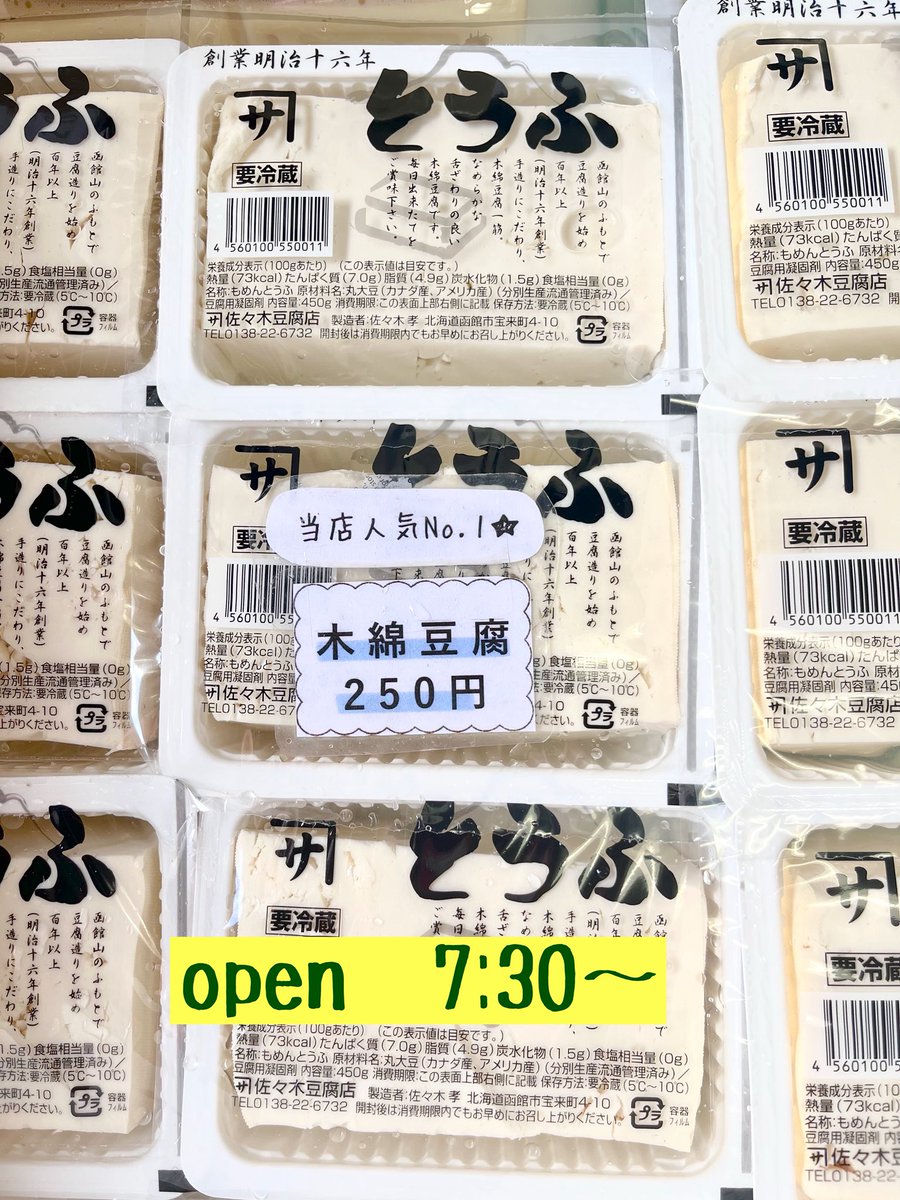 創業明治十六年
とうふ
サ
要冷蔵
函館山のふもとで
豆腐造りを始め
百年以上
(明治十六年創業)
手造りにこだわり、
木綿豆腐一筋。
なめらかな
舌ざわりの良い
木綿豆腐です。
毎日出来たてを
ご賞味下さい。
4 560100 550011
栄養成分表示(100gあたり) (この表示値は目安です。)
熱量(73kcal)たんぱく質(7.0g)脂質(4.9g)炭水化物(1.5g)食塩相当量(0g)
名称:もめんとうふ 原材料名:丸大豆(カナダ産、アメリカ産)(分別生産流通管理済み)/
豆腐用凝固剤 内容量:450g 消費期限:この表面上部右側に記載 保存方法:要冷蔵(5℃~10℃)
サ佐々木豆腐店 製造者:佐々木 孝 北海道函館市宝来町4-10
TEL0138-22-6732 開封後は消費期限内でもお早めにお召し上がりください。
プラ 容器 フィルム
当店人気No.1★
木綿豆腐
250円
open 7:30〜